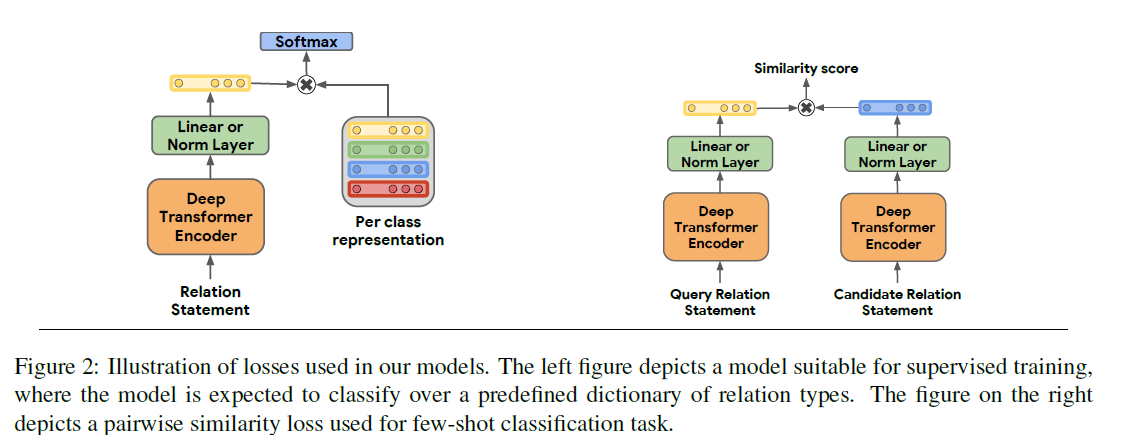 Softmax
Linear or
Norm Layer
Deep
Transformer
Encoder
Relation
Statement
Per class
representation
Similarity score
Linear or
Norm Layer
Linear or
Norm Layer
Deep
Transformer
Encoder
Deep
Transformer
Encoder
Query Relation
Statement
Candidate Relation
Statement
Figure 2: Illustration of losses used in our models. The left figure depicts a model suitable for supervised training,
where the model is expected to classify over a predefined dictionary of relation types. The figure on the right
depicts a pairwise similarity loss used for few-shot classification task.